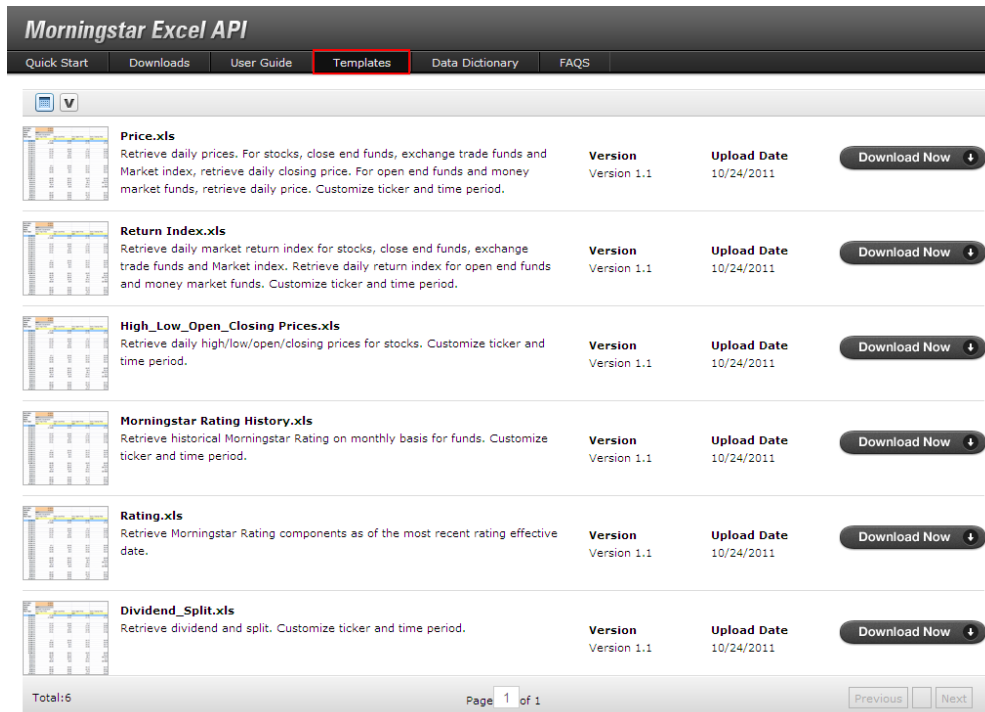 Morningstar Excel API
Quick Start Downloads User Guide Templates Data Dictionary FAQS
V
Price.xls
Retrieve daily prices. For stocks, close end funds, exchange trade funds and
Market index, retrieve daily closing price. For open end funds and money
market funds, retrieve daily price. Customize ticker and time period.
Version
Version 1.1
Upload Date
10/24/2011
Download Now
Return Index.xls
Retrieve daily market return index for stocks, close end funds, exchange
trade funds and Market index. Retrieve daily return index for open end funds
and money market funds. Customize ticker and time period.
Version
Version 1.1
Upload Date
10/24/2011
Download Now
High_Low_Open_Closing Prices.xls
Retrieve daily high/low/open/closing prices for stocks. Customize ticker and
time period.
Version
Version 1.1
Upload Date
10/24/2011
Download Now
Morningstar Rating History.xls
Retrieve historical Morningstar Rating on monthly basis for funds. Customize
ticker and time period.
Version
Version 1.1
Upload Date
10/24/2011
Download Now
Rating.xls
Retrieve Morningstar Rating components as of the most recent rating effective
date.
Version
Version 1.1
Upload Date
10/24/2011
Download Now
Dividend_Split.xls
Retrieve dividend and split. Customize ticker and time period.
Version
Version 1.1
Upload Date
10/24/2011
Download Now
Total:6 Page 1 of 1 Previous Next